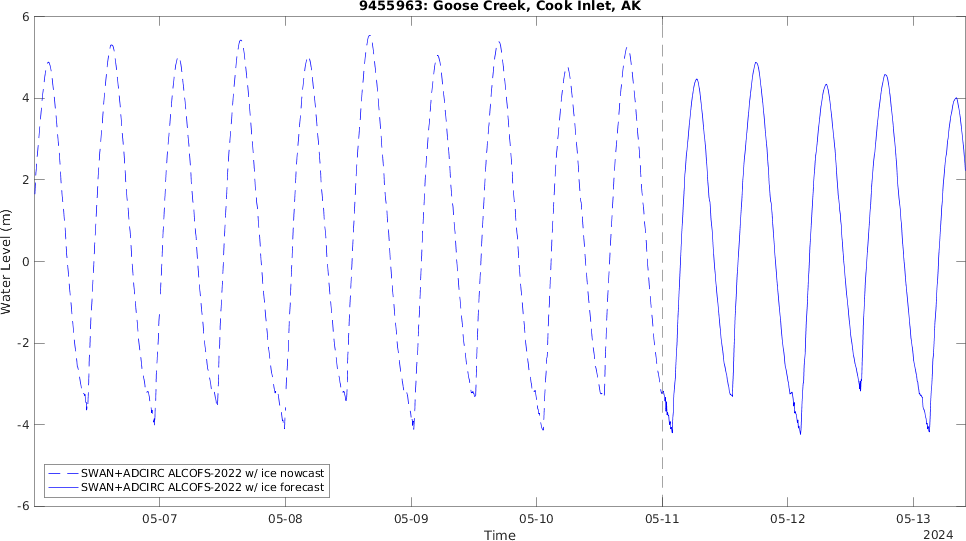 9455963: Goose Creek, Cook Inlet, AK
6
4
2
0
-2
-4
-6
Water Level (m)
SWAN+ADCIRC ALCOFS-2022 w/ ice nowcast
SWAN+ADCIRC ALCOFS-2022 w/ ice forecast
05-07 05-08 05-09 05-10 05-11 05-12 05-13
Time
2024